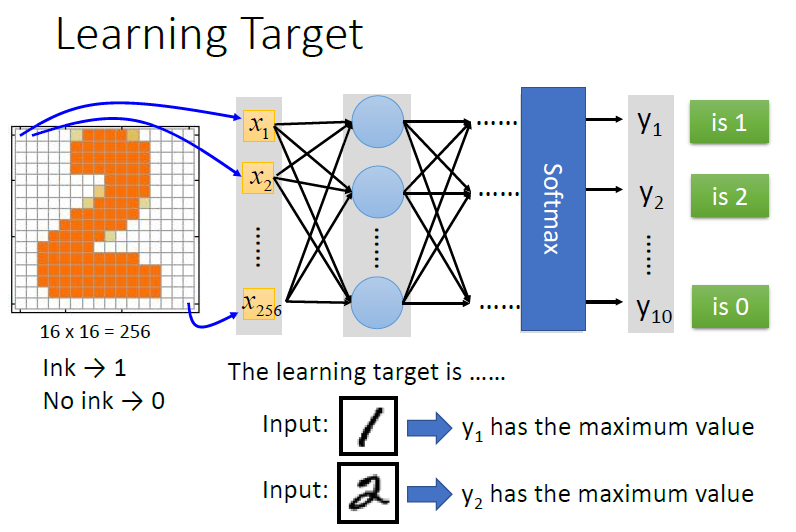 Learning Target
x1
x2
……
x256
16 x 16 = 256
Ink → 1
No ink → 0
……
……
……
……
Softmax
y1
y2
……
y10
is 1
is 2
is 0
The learning target is ……
Input: 1 y1 has the maximum value
Input: 2 y2 has the maximum value